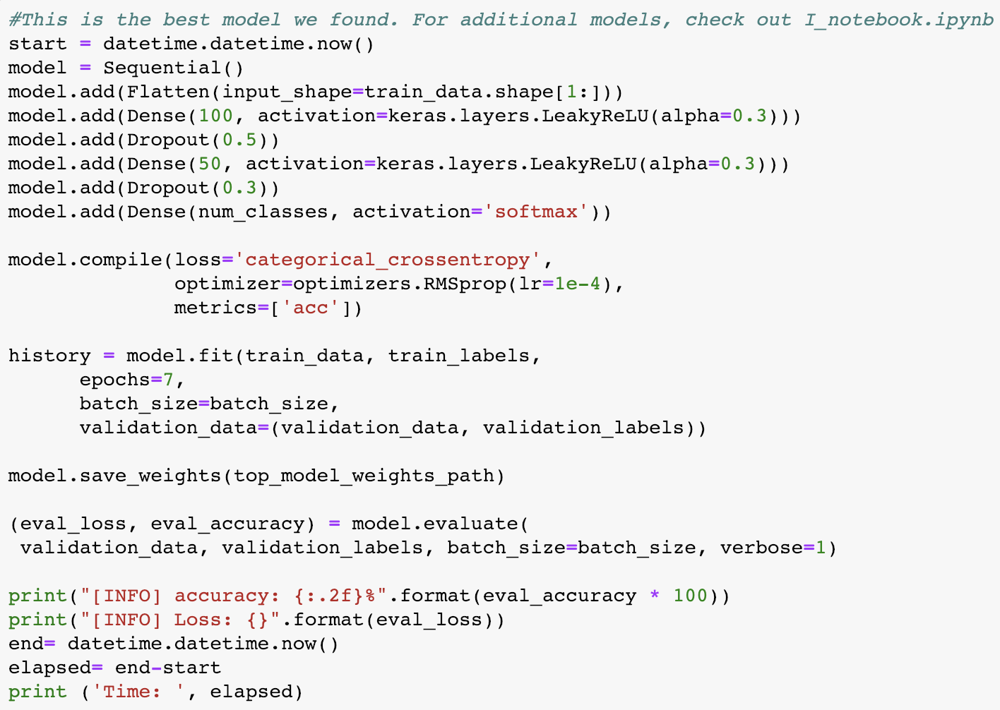 #This is the best model we found. For additional models, check out I_notebook.ipynb
start = datetime.datetime.now()
model = Sequential()
model.add(Flatten(input_shape=train_data.shape[1:]))
model.add(Dense(100, activation=keras.layers.LeakyReLU(alpha=0.3)))
model.add(Dropout(0.5))
model.add(Dense(50, activation=keras.layers.LeakyReLU(alpha=0.3)))
model.add(Dropout(0.3))
model.add(Dense(num_classes, activation='softmax'))

model.compile(loss='categorical_crossentropy',
              optimizer=optimizers.RMSprop(lr=1e-4),
              metrics=['acc'])

history = model.fit(train_data, train_labels,
      epochs=7,
      batch_size=batch_size,
      validation_data=(validation_data, validation_labels))

model.save_weights(top_model_weights_path)

(eval_loss, eval_accuracy) = model.evaluate(
 validation_data, validation_labels, batch_size=batch_size, verbose=1)

print("[INFO] accuracy: {:.2f}%".format(eval_accuracy * 100))
print("[INFO] Loss: {}".format(eval_loss))
end= datetime.datetime.now()
elapsed= end-start
print ('Time: ', elapsed)